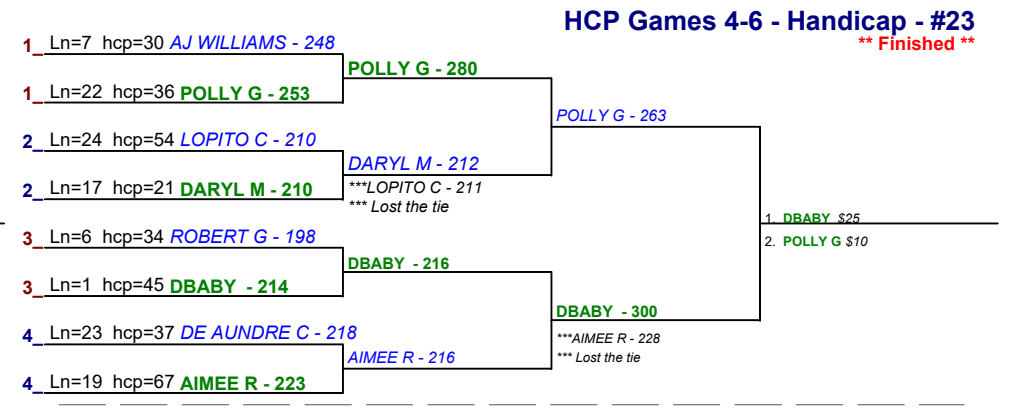 HCP Games 4-6 - Handicap - #23
** Finished **
1_ Ln=7 hcp=30 AJ WILLIAMS - 248
POLLY G - 280
1_ Ln=22 hcp=36 POLLY G - 253
POLLY G - 263
2_ Ln=24 hcp=54 LOPITO C - 210
DARYL M - 212
2_ Ln=17 hcp=21 DARYL M - 210
***LOPITO C - 211
*** Lost the tie
1. DBABY $25
2. POLLY G $10
3_ Ln=6 hcp=34 ROBERT G - 198
DBABY - 216
3_ Ln=1 hcp=45 DBABY - 214
DBABY - 300
4_ Ln=23 hcp=37 DE AUNDRE C - 218
***AIMEE R - 228
*** Lost the tie
AIMEE R - 216
4_ Ln=19 hcp=67 AIMEE R - 223